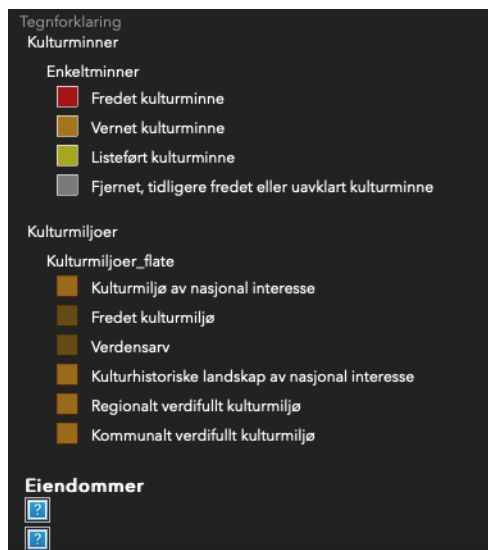 Tegnforklaring
Kulturminner
Enkeltminner
Fredet kulturminne
Vernet kulturminne
Listeført kulturminne
Fjernet, tidligere fredet eller uavklart kulturminne
Kulturmiljoer
Kulturmiljoer_flate
Kulturmiljø av nasjonal interesse
Fredet kulturmiljø
Verdensarv
Kulturhistoriske landskap av nasjonal interesse
Regionalt verdifullt kulturmiljø
Kommunalt verdifullt kulturmiljø
Eiendommer
?
?